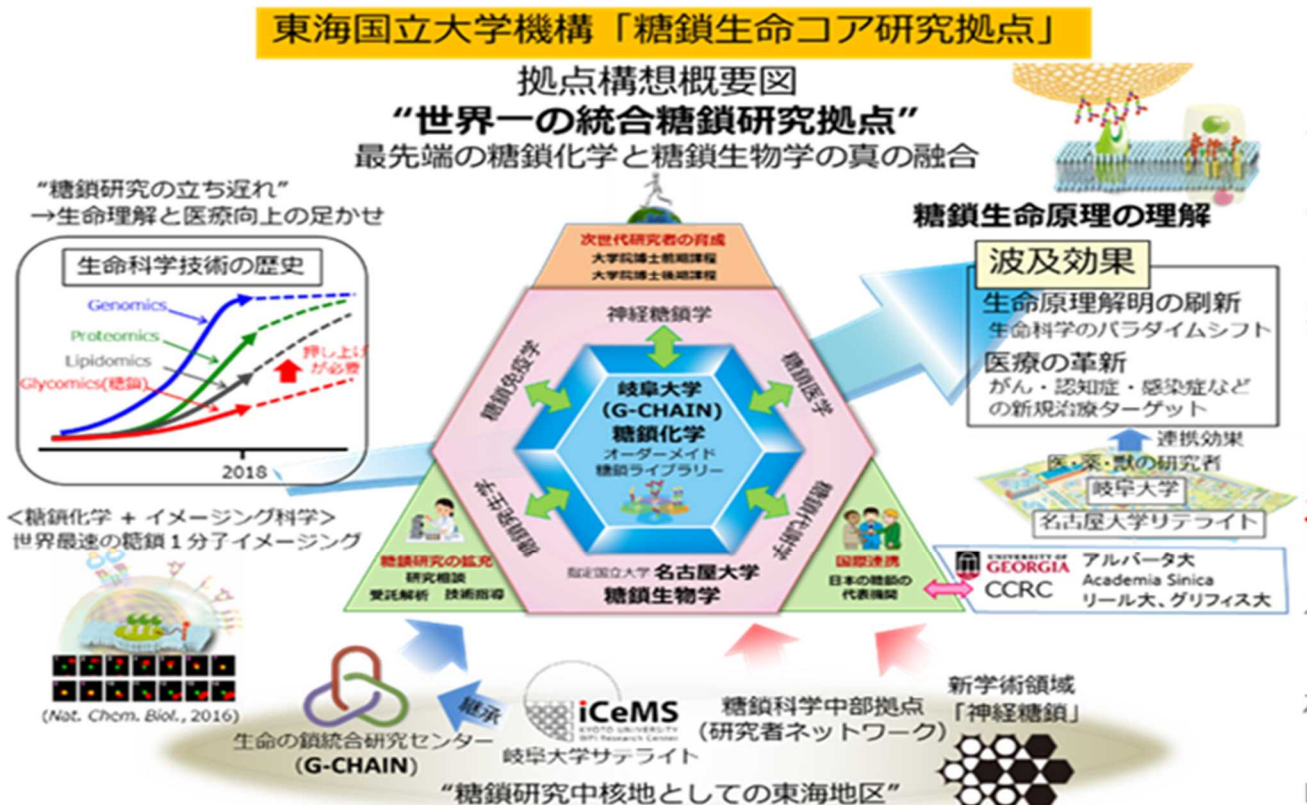 東海国立大学機構「糖鎖生命コア研究拠点」
拠点構想概要図
“世界一の統合糖鎖研究拠点”
最先端の糖鎖化学と糖鎖生物学の真の融合
“糖鎖研究の立ち遅れ”
→生命理解と医療向上の足かせ
生命科学技術の歴史
Genomics
Proteomics
Lipidomics
Glycomics(糖鎖)
押し上げ
が必要
2018
<糖鎖化学 + イメージング科学>
世界最速の糖鎖１分子イメージング
(Nat. Chem. Biol., 2016)
次世代研究者の育成
大学院博士前期課程
大学院博士後期課程
神経糖鎖学
糖鎖免疫学
糖鎖医学
岐阜大学
(G-CHAIN)
糖鎖化学
オーダーメイド
糖鎖ライブラリー
糖鎖発生学
糖鎖代謝学
指定国立大学 名古屋大学
糖鎖生物学
糖鎖研究の拡充
研究相談
受託解析 技術指導
国際連携
日本の糖鎖の
代表機関
糖鎖生命原理の理解
波及効果
生命原理解明の刷新
生命科学のパラダイムシフト
医療の革新
がん・認知症・感染症など
の新規治療ターゲット
連携効果
医・薬・獣の研究者
岐阜大学
名古屋大学サテライト
UNIVERSITY OF
GEORGIA
CCRC
アルバータ大
Academia Sinica
リール大、グリフィス大
生命の鎖統合研究センター
(G-CHAIN)
継承
iCeMS
KYOTO UNIVERSITY
岐阜大学サテライト
糖鎖科学中部拠点
(研究者ネットワーク)
新学術領域
「神経糖鎖」
“糖鎖研究中核地としての東海地区”